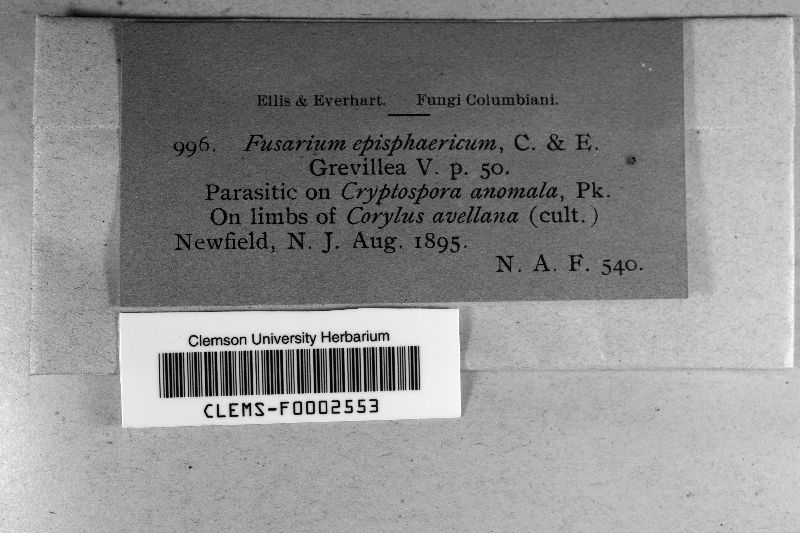 Ellis & Everhart. Fungi Columbiani.
996. Fusarium episphaericum, C. & E.
Grevillea V. p. 50.
Parasitic on Cryptospora anomala, Pk.
On limbs of Corylus avellana (cult.)
Newfield, N. J. Aug. 1895.
N. A. F. 540.
Clemson University Herbarium
CLEMS-F0002553